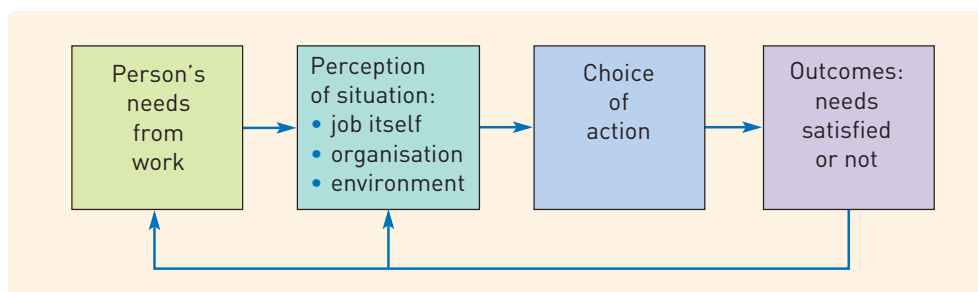 Person's
needs
from
work
Perception
of situation:
• job itself
• organisation
• environment
Choice
of
action
Outcomes:
needs
satisfied
or not